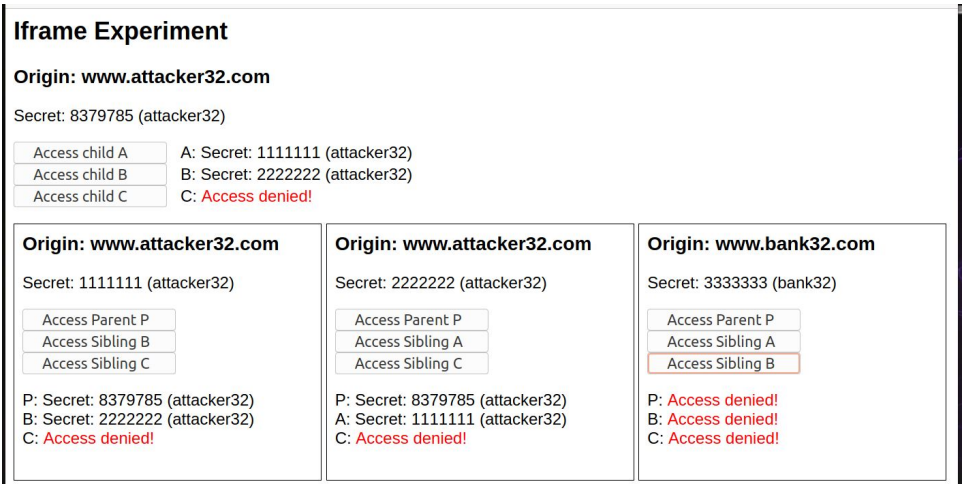 Iframe Experiment
Origin: www.attacker32.com
Secret: 8379785 (attacker32)
Access child A A: Secret: 1111111 (attacker32)
Access child B B: Secret: 2222222 (attacker32)
Access child C C: Access denied!
Origin: www.attacker32.com
Secret: 1111111 (attacker32)
Access Parent P
Access Sibling B
Access Sibling C
P: Secret: 8379785 (attacker32)
B: Secret: 2222222 (attacker32)
C: Access denied!
Origin: www.attacker32.com
Secret: 2222222 (attacker32)
Access Parent P
Access Sibling A
Access Sibling C
P: Secret: 8379785 (attacker32)
A: Secret: 1111111 (attacker32)
C: Access denied!
Origin: www.bank32.com
Secret: 3333333 (bank32)
Access Parent P
Access Sibling A
Access Sibling B
P: Access denied!
B: Access denied!
C: Access denied!